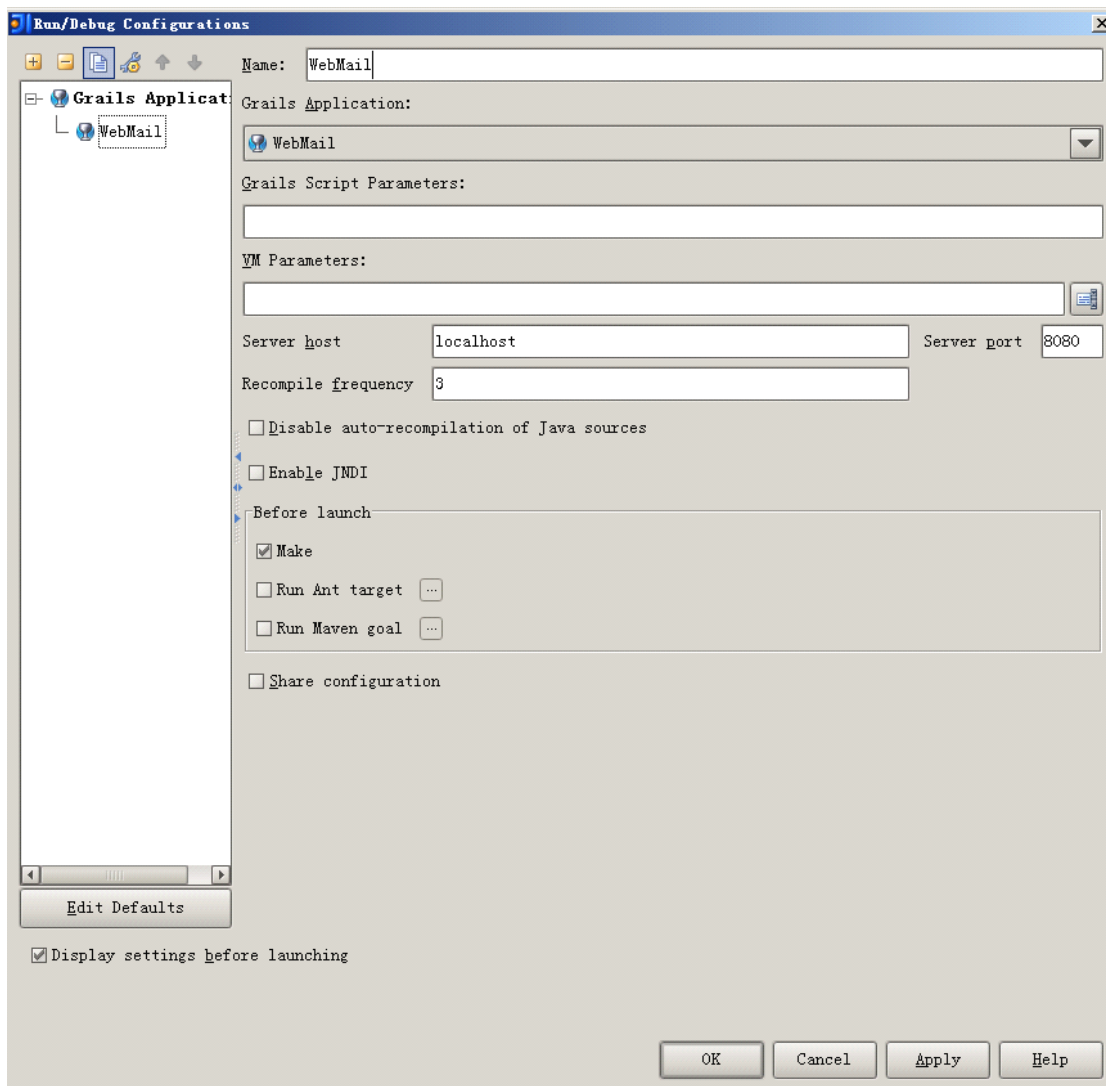 Run/Debug Configurations
Name: WebMail
Grails Applicat
WebMail
Grails Application:
WebMail
Grails Script Parameters:
VM Parameters:
Server host localhost Server port 8080
Recompile frequency 3
Disable auto-recompilation of Java sources
Enable JNDI
Before launch
Make
Run Ant target ...
Run Maven goal ...
Share configuration
Edit Defaults
Display settings before launching
OK Cancel Apply Help